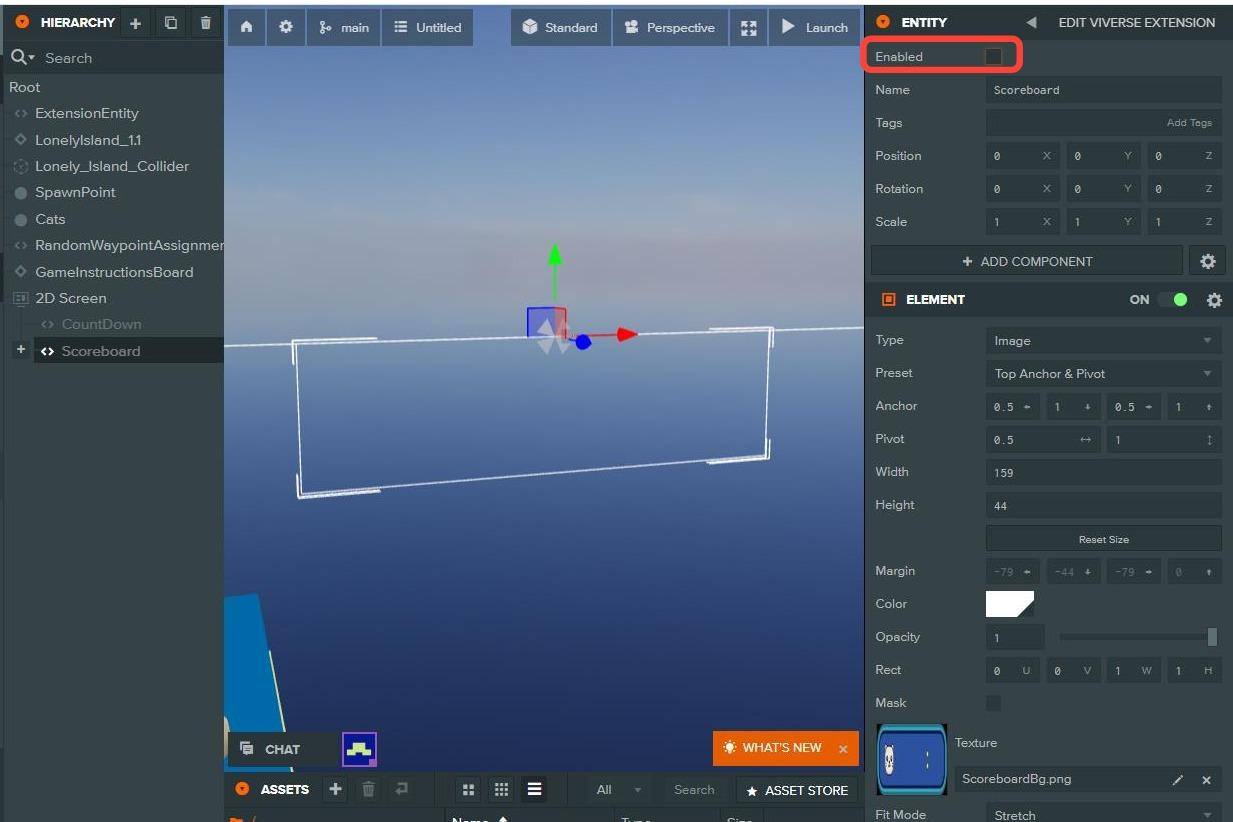 HIERARCHY
Search
Root
ExtensionEntity
LonelyIsland_1.1
Lonely_Island_Collider
SpawnPoint
Cats
RandomWaypointAssignmer
GameInstructionsBoard
2D Screen
CountDown
Scoreboard
main
Untitled
Standard
Perspective
Launch
CHAT
WHAT'S NEW
ASSETS
All
Search
ASSET STORE
ENTITY
EDIT VIVERSE EXTENSION
Enabled
Name Scoreboard
Tags Add Tags
Position 0 X 0 Y 0 Z
Rotation 0 X 0 Y 0 Z
Scale 1 X 1 Y 1 Z
ADD COMPONENT
ELEMENT ON
Type Image
Preset Top Anchor & Pivot
Anchor 0.5 1 0.5 1
Pivot 0.5 1
Width 159
Height 44
Reset Size
Margin -79 -44 -79 0
Color
Opacity 1
Rect 0 U 0 V 1 W 1 H
Mask
Texture
ScoreboardBg.png
Fit Mode Stretch